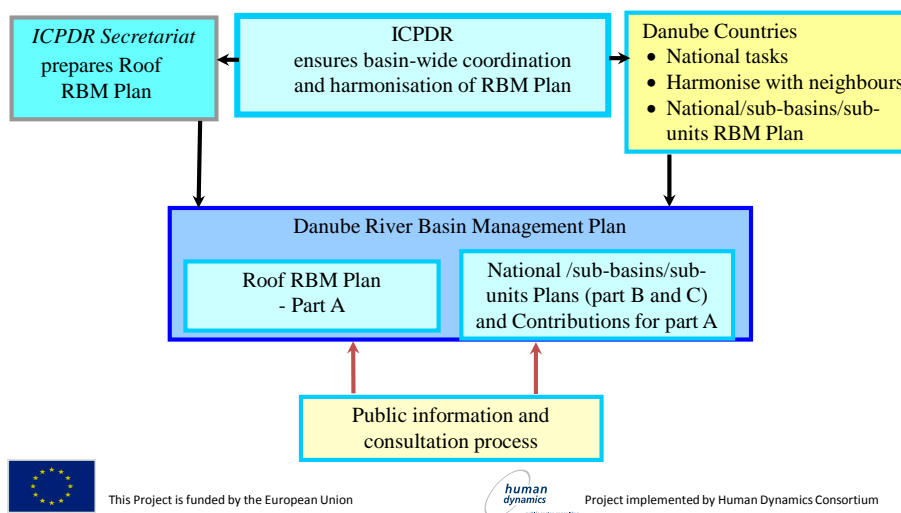 ICPDR Secretariat
prepares Roof
RBM Plan
ICPDR
ensures basin-wide coordination
and harmonisation of RBM Plan
Danube Countries
• National tasks
• Harmonise with neighbours
• National/sub-basins/sub-
units RBM Plan
Danube River Basin Management Plan
Roof RBM Plan
- Part A
National /sub-basins/sub-
units Plans (part B and C)
and Contributions for part A
Public information and
consultation process
This Project is funded by the European Union
human
dynamics
Project implemented by Human Dynamics Consortium